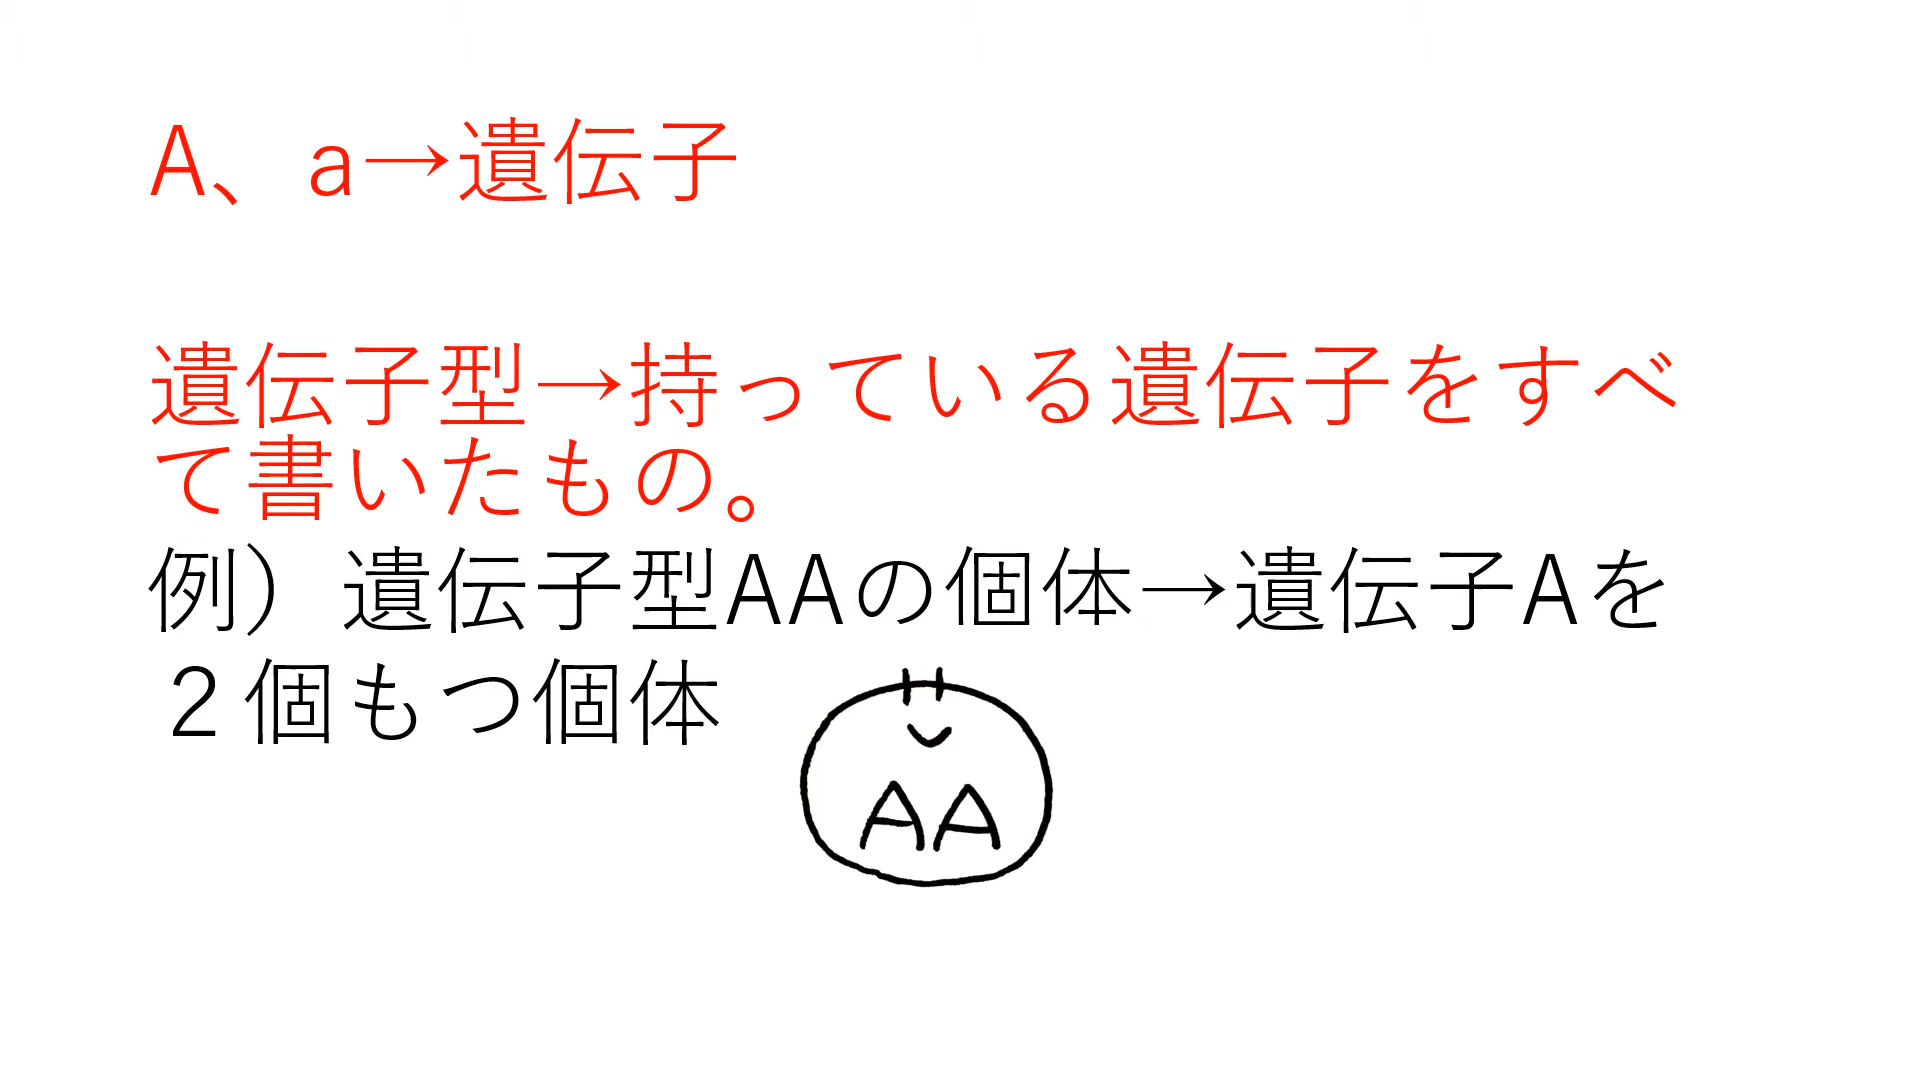 A、a→遺伝子
遺伝子型→持っている遺伝子をすべ
て書いたもの。
例）遺伝子型AAの個体→遺伝子Aを
２個もつ個体
AA